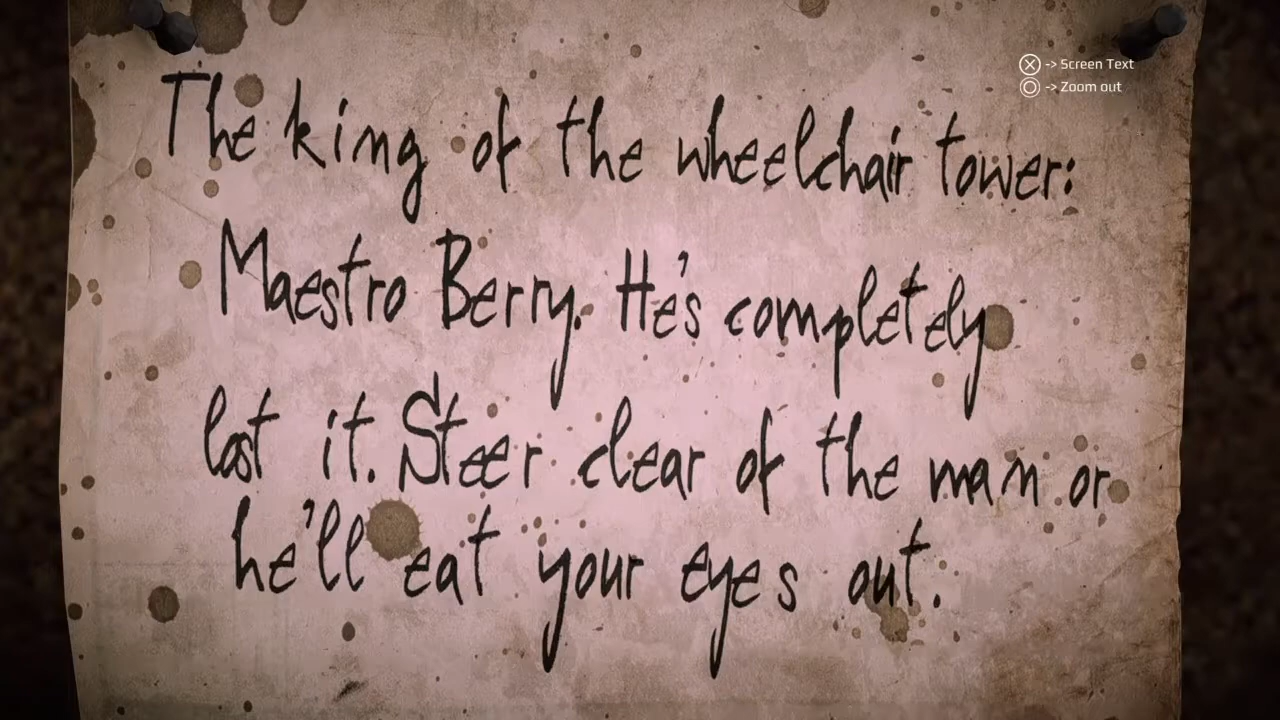 Ⓧ -> Screen Text
◯ -> Zoom out
The king of the wheelchair tower:
Maestro Berry. He's completely
lost it. Steer clear of the man or
he'll eat your eyes out.